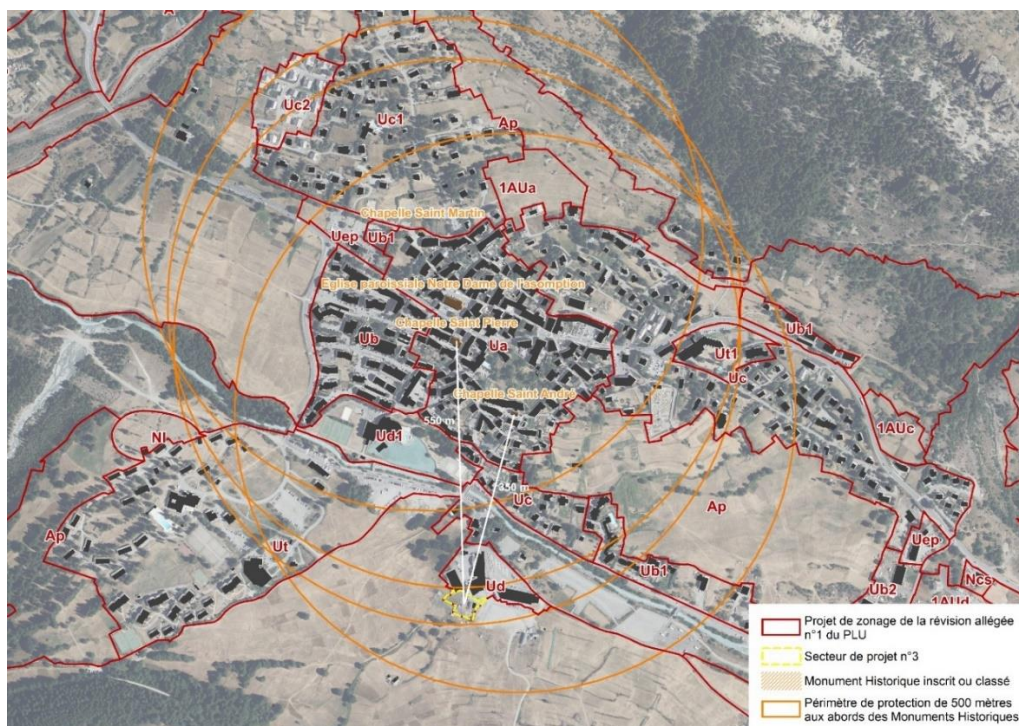 A
Uc2
Uc1
Ap
1AUa
Chapelle Saint Martin
Uep
Ub1
Eglise paroissiale Notre Dame de l'asomption
Chapelle Saint Pierre
Ub1
Ub
Ua
Ut1
Uc
Chapelle Saint André
550 m
Ud1
1AUc
Nl
350 m
Uc
Ap
Ap
Ut
Uep
Ub1
Ud
Ub2
Ncs
1AUd
Projet de zonage de la révision allégée
n°1 du PLU
Secteur de projet n°3
Monument Historique inscrit ou classé
Périmètre de protection de 500 mètres
aux abords des Monuments Historiques